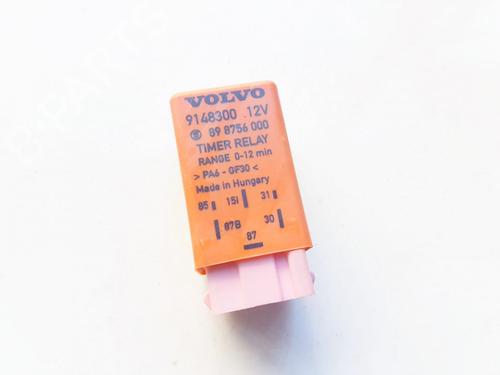 VOLVO
9148300 12V
89 8756 000
TIMER RELAY
RANGE 0-12 min
> PA6 - GF30 <
Made in Hungary
85 15I 31
87B 30
87